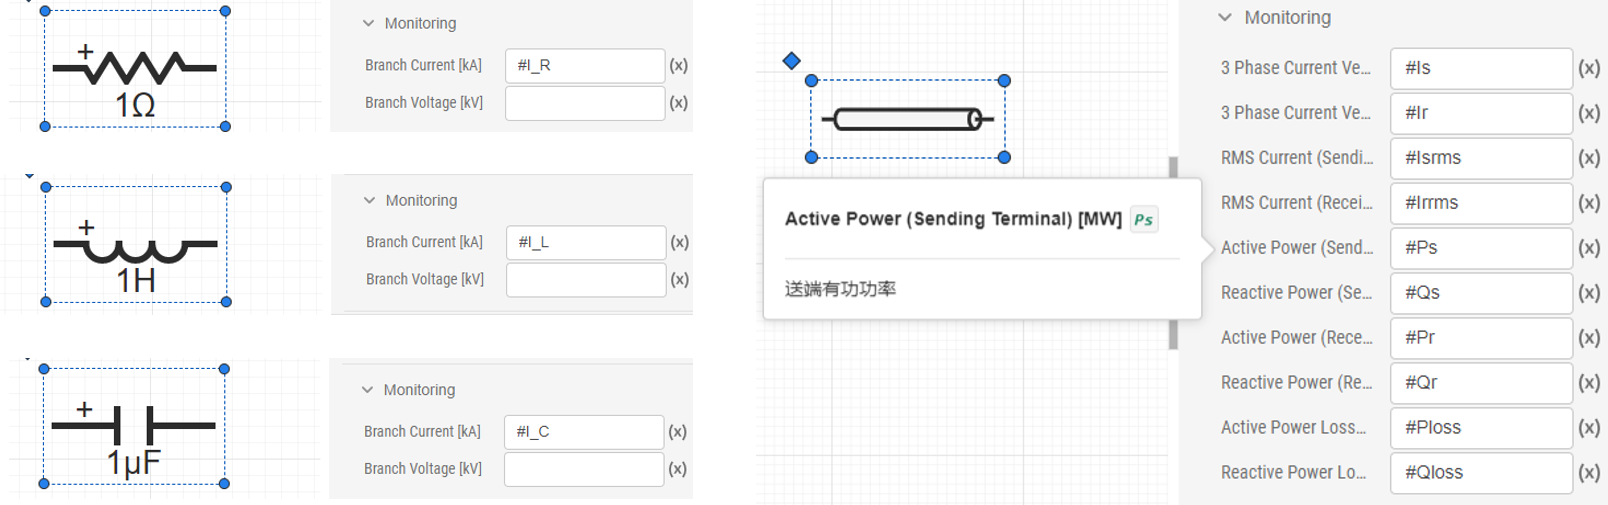 +
1Ω
Monitoring
Branch Current [kA] #I_R (x)
Branch Voltage [kV] (x)
+
1H
Monitoring
Branch Current [kA] #I_L (x)
Branch Voltage [kV] (x)
+
1μF
Monitoring
Branch Current [kA] #I_C (x)
Branch Voltage [kV] (x)
Active Power (Sending Terminal) [MW] Ps
送端有功功率
Monitoring
3 Phase Current Ve... #Is (x)
3 Phase Current Ve... #Ir (x)
RMS Current (Sendi... #Isrms (x)
RMS Current (Recei... #Irrms (x)
Active Power (Send... #Ps (x)
Reactive Power (Se... #Qs (x)
Active Power (Rece... #Pr (x)
Reactive Power (Re... #Qr (x)
Active Power Loss... #Ploss (x)
Reactive Power Lo... #Qloss (x)